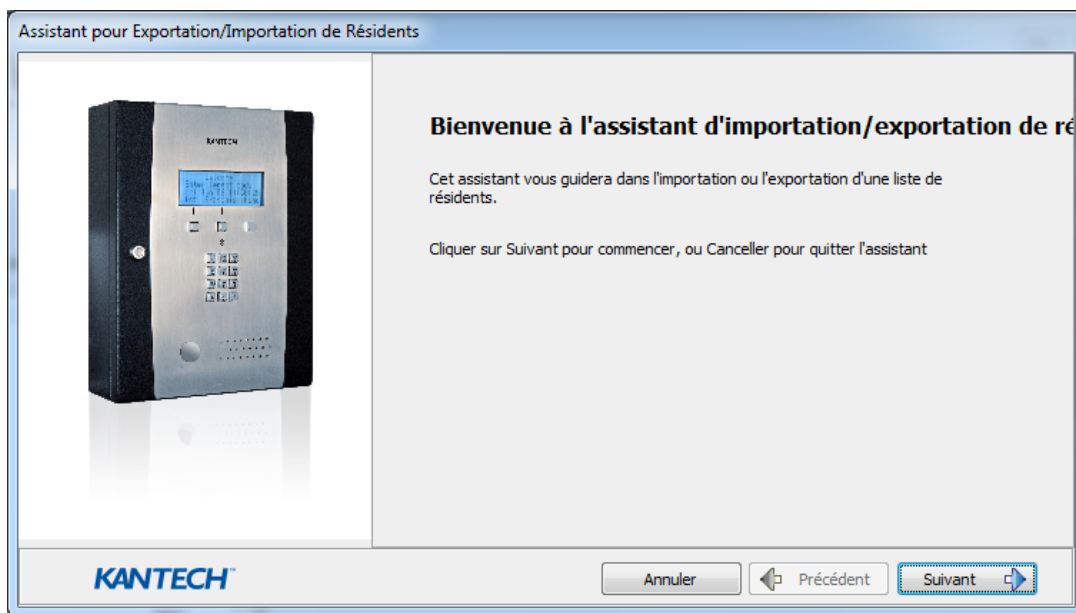 Assistant pour Exportation/Importation de Résidents
KANTECH
Bienvenue à l'assistant d'importation/exportation de ré
Cet assistant vous guidera dans l'importation ou l'exportation d'une liste de
résidents.
Cliquer sur Suivant pour commencer, ou Canceller pour quitter l'assistant
KANTECH
Annuler
Précédent
Suivant